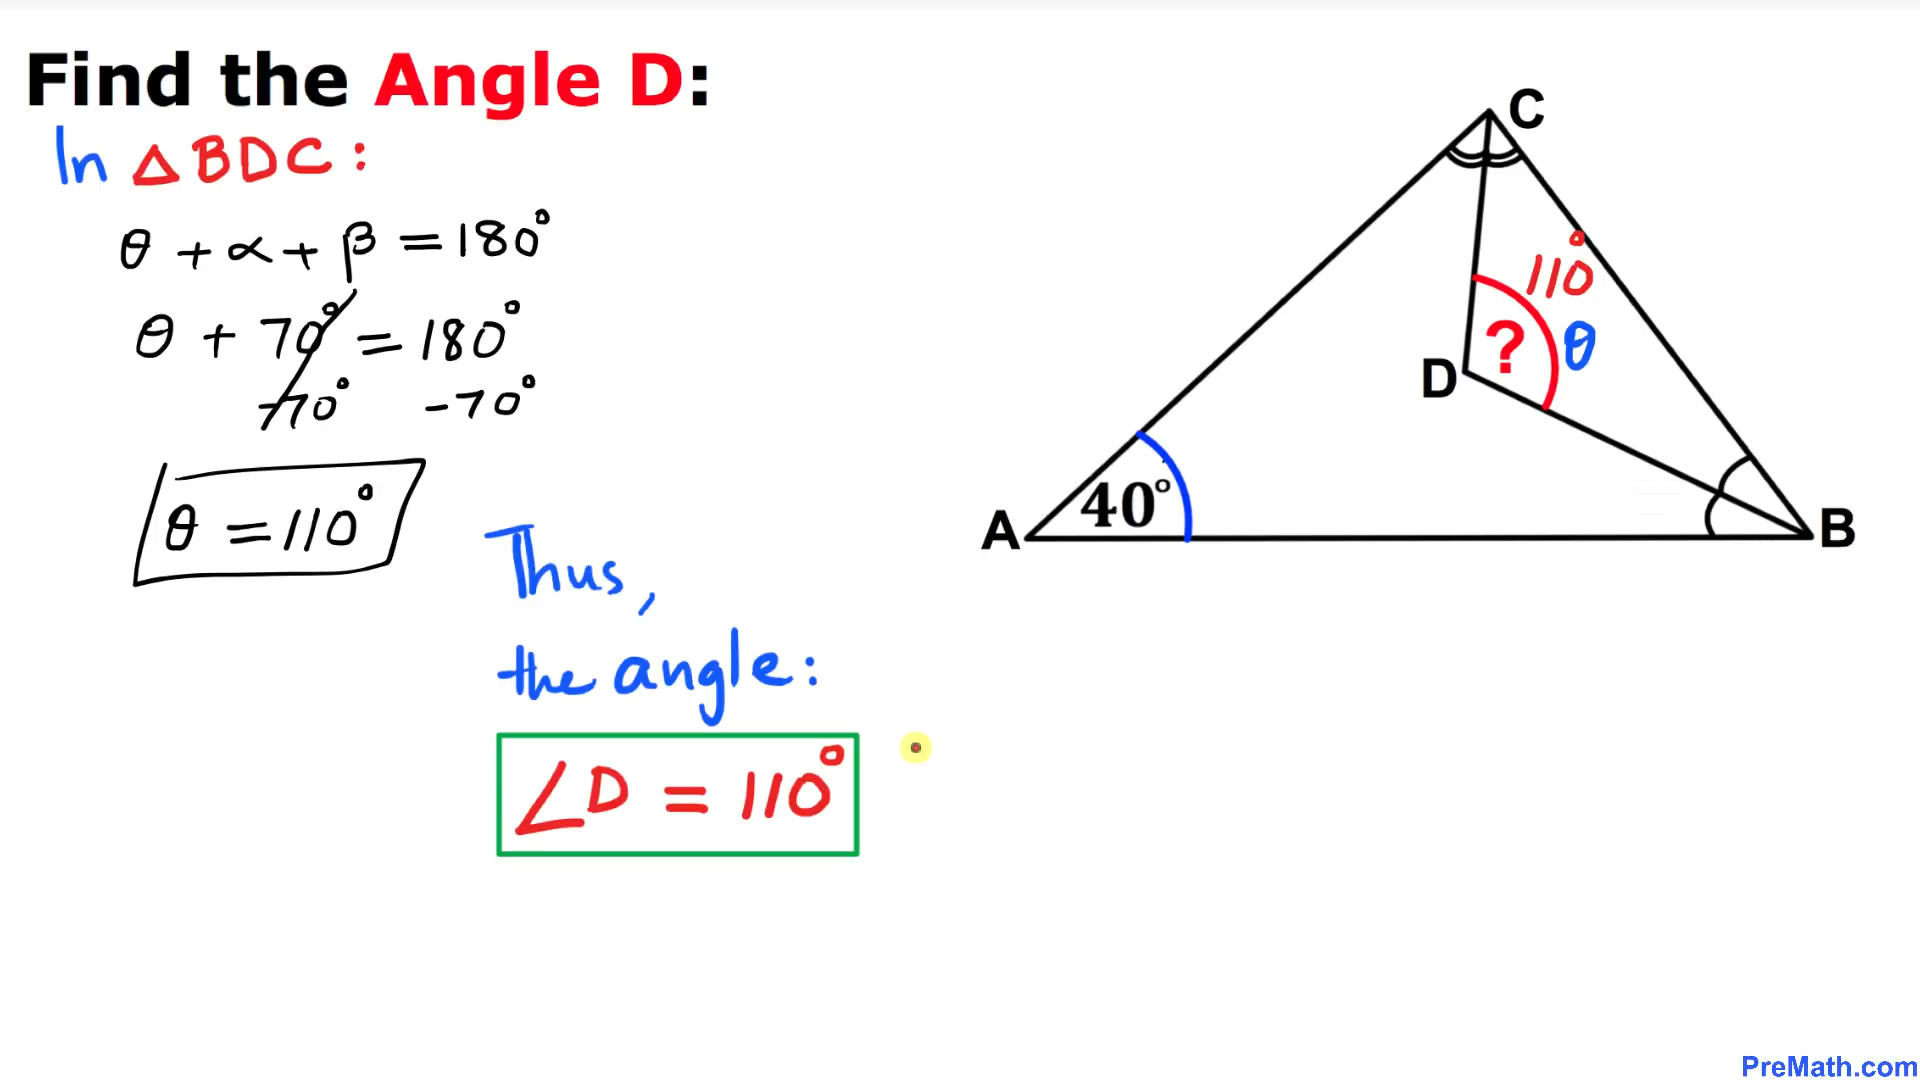 Find the Angle D:
In △BDC:
θ + α + β = 180°
θ + 70° = 180°
-70° -70°
θ = 110°
Thus,
the angle:
∠D = 110°
C
110°
? θ
D
40°
A
B
PreMath.com